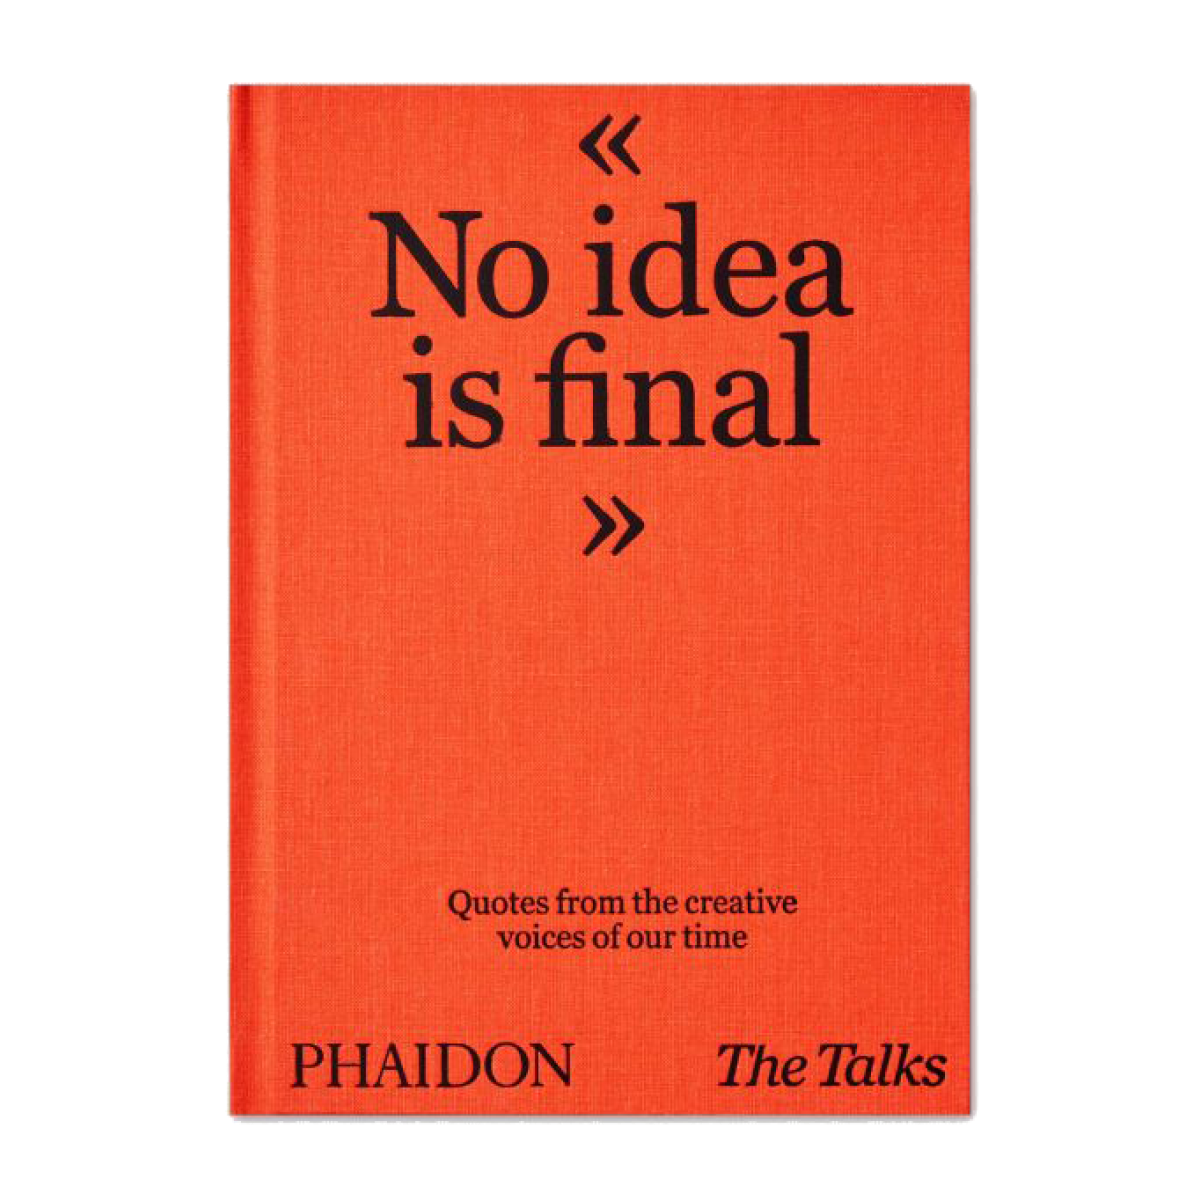 «
No idea
is final
»
Quotes from the creative
voices of our time
PHAIDON
The Talks